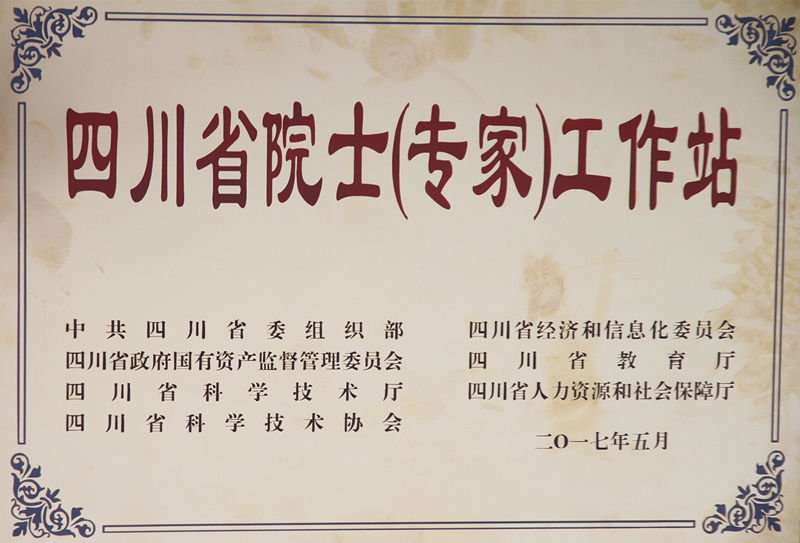 四川省院士(专家)工作站
中共四川省委组织部
四川省政府国有资产监督管理委员会
四川省科学技术厅
四川省科学技术协会
四川省经济和信息化委员会
四川省教育厅
四川省人力资源和社会保障厅
二〇一七年五月